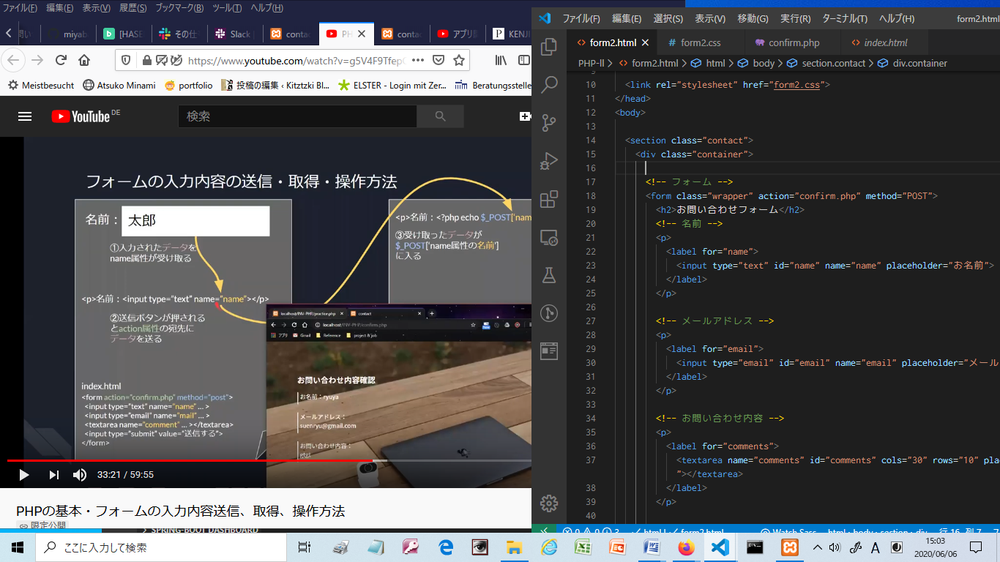 ファイル(F) 編集(E) 表示(V) 履歴(S) ブックマーク(B) ツール(T) ヘルプ(H)
miyab [HASE その仕 Slack conta PH conta アプリ KENJI
https://www.youtube.com/watch?v=g5V4F9Tfep
Meistbesucht Atsuko Minami portfolio 投稿の編集 ‹ Kitztzki Bl... ELSTER - Login mit Zer... Beratungsstelle
YouTube DE
検索
フォームの入力内容の送信・取得・操作方法
名前： 太郎
①入力されたデータを
name属性が受け取る
<p>名前：<input type="text" name="name"></p>
②送信ボタンが押される
とaction属性の宛先に
データを送る
index.html
<form action="confirm.php" method="post">
<input type="text" name="name" ... >
<input type="email" name="mail" ... >
<textarea name="comment" ... ></textarea>
<input type="submit" value="送信する">
</form>
<p>名前：<?php echo $_POST['nam
③受け取ったデータが
$_POST['name属性の名前']
に入る
localhost/INV-PHP/practice.php contact
localhost/INV-PHP/confirm.php
アプリ Gmail Reference project & job
お問い合わせ内容確認
お名前：ryuya
メールアドレス：
suenryu@gmail.com
お問い合わせ内容：
gtgt
33:21 / 59:55
PHPの基本・フォームの入力内容送信、取得、操作方法
限定公開
SPRING-BOOT DASHBOARD
ファイル(F) 編集(E) 選択(S) 表示(V) 移動(G) 実行(R) ターミナル(T) ヘルプ(H) form2.html
form2.html form2.css confirm.php index.html
PHP-ll > form2.html > html > body > section.contact > div.container
9
10 <link rel="stylesheet" href="form2.css">
11 </head>
12 <body>
13
14 <section class="contact">
15 <div class="container">
16
17 <!-- フォーム -->
18 <form class="wrapper" action="confirm.php" method="POST">
19 <h2>お問い合わせフォーム</h2>
20 <!-- 名前 -->
21 <p>
22 <label for="name">
23 <input type="text" id="name" name="name" placeholder="お名前">
24 </label>
25 </p>
26
27 <!-- メールアドレス -->
28 <p>
29 <label for="email">
30 <input type="email" id="email" name="email" placeholder="メール
31 </label>
32 </p>
33
34 <!-- お問い合わせ内容 -->
35 <p>
36 <label for="comments">
37 <textarea name="comments" id="comments" cols="30" rows="10" pla
"></textarea>
38 </label>
39 </p>
40
0 0 3 html form2.html Watch Sass html › body › section › div 行 16、列 7
ここに入力して検索
A 15:03
2020/06/06